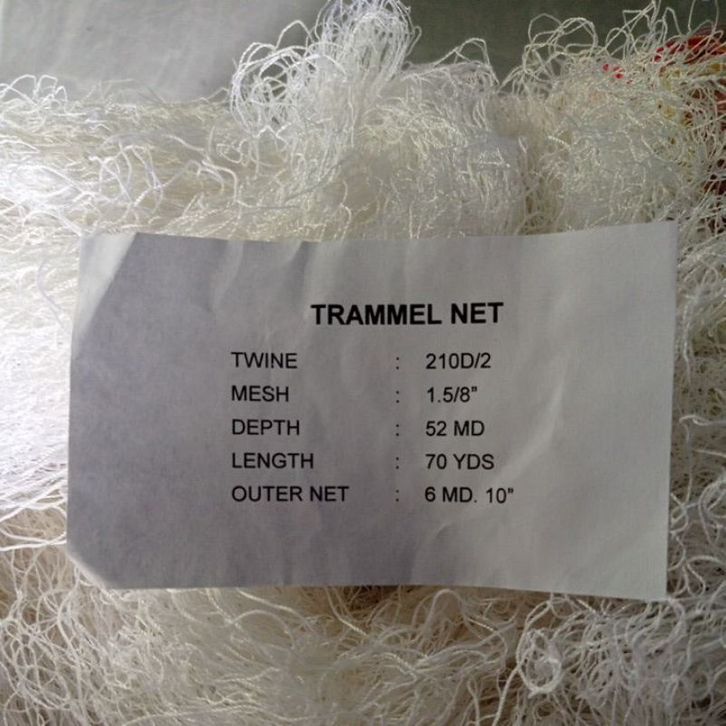 TRAMMEL NET
TWINE : 210D/2
MESH : 1.5/8"
DEPTH : 52 MD
LENGTH : 70 YDS
OUTER NET : 6 MD. 10"